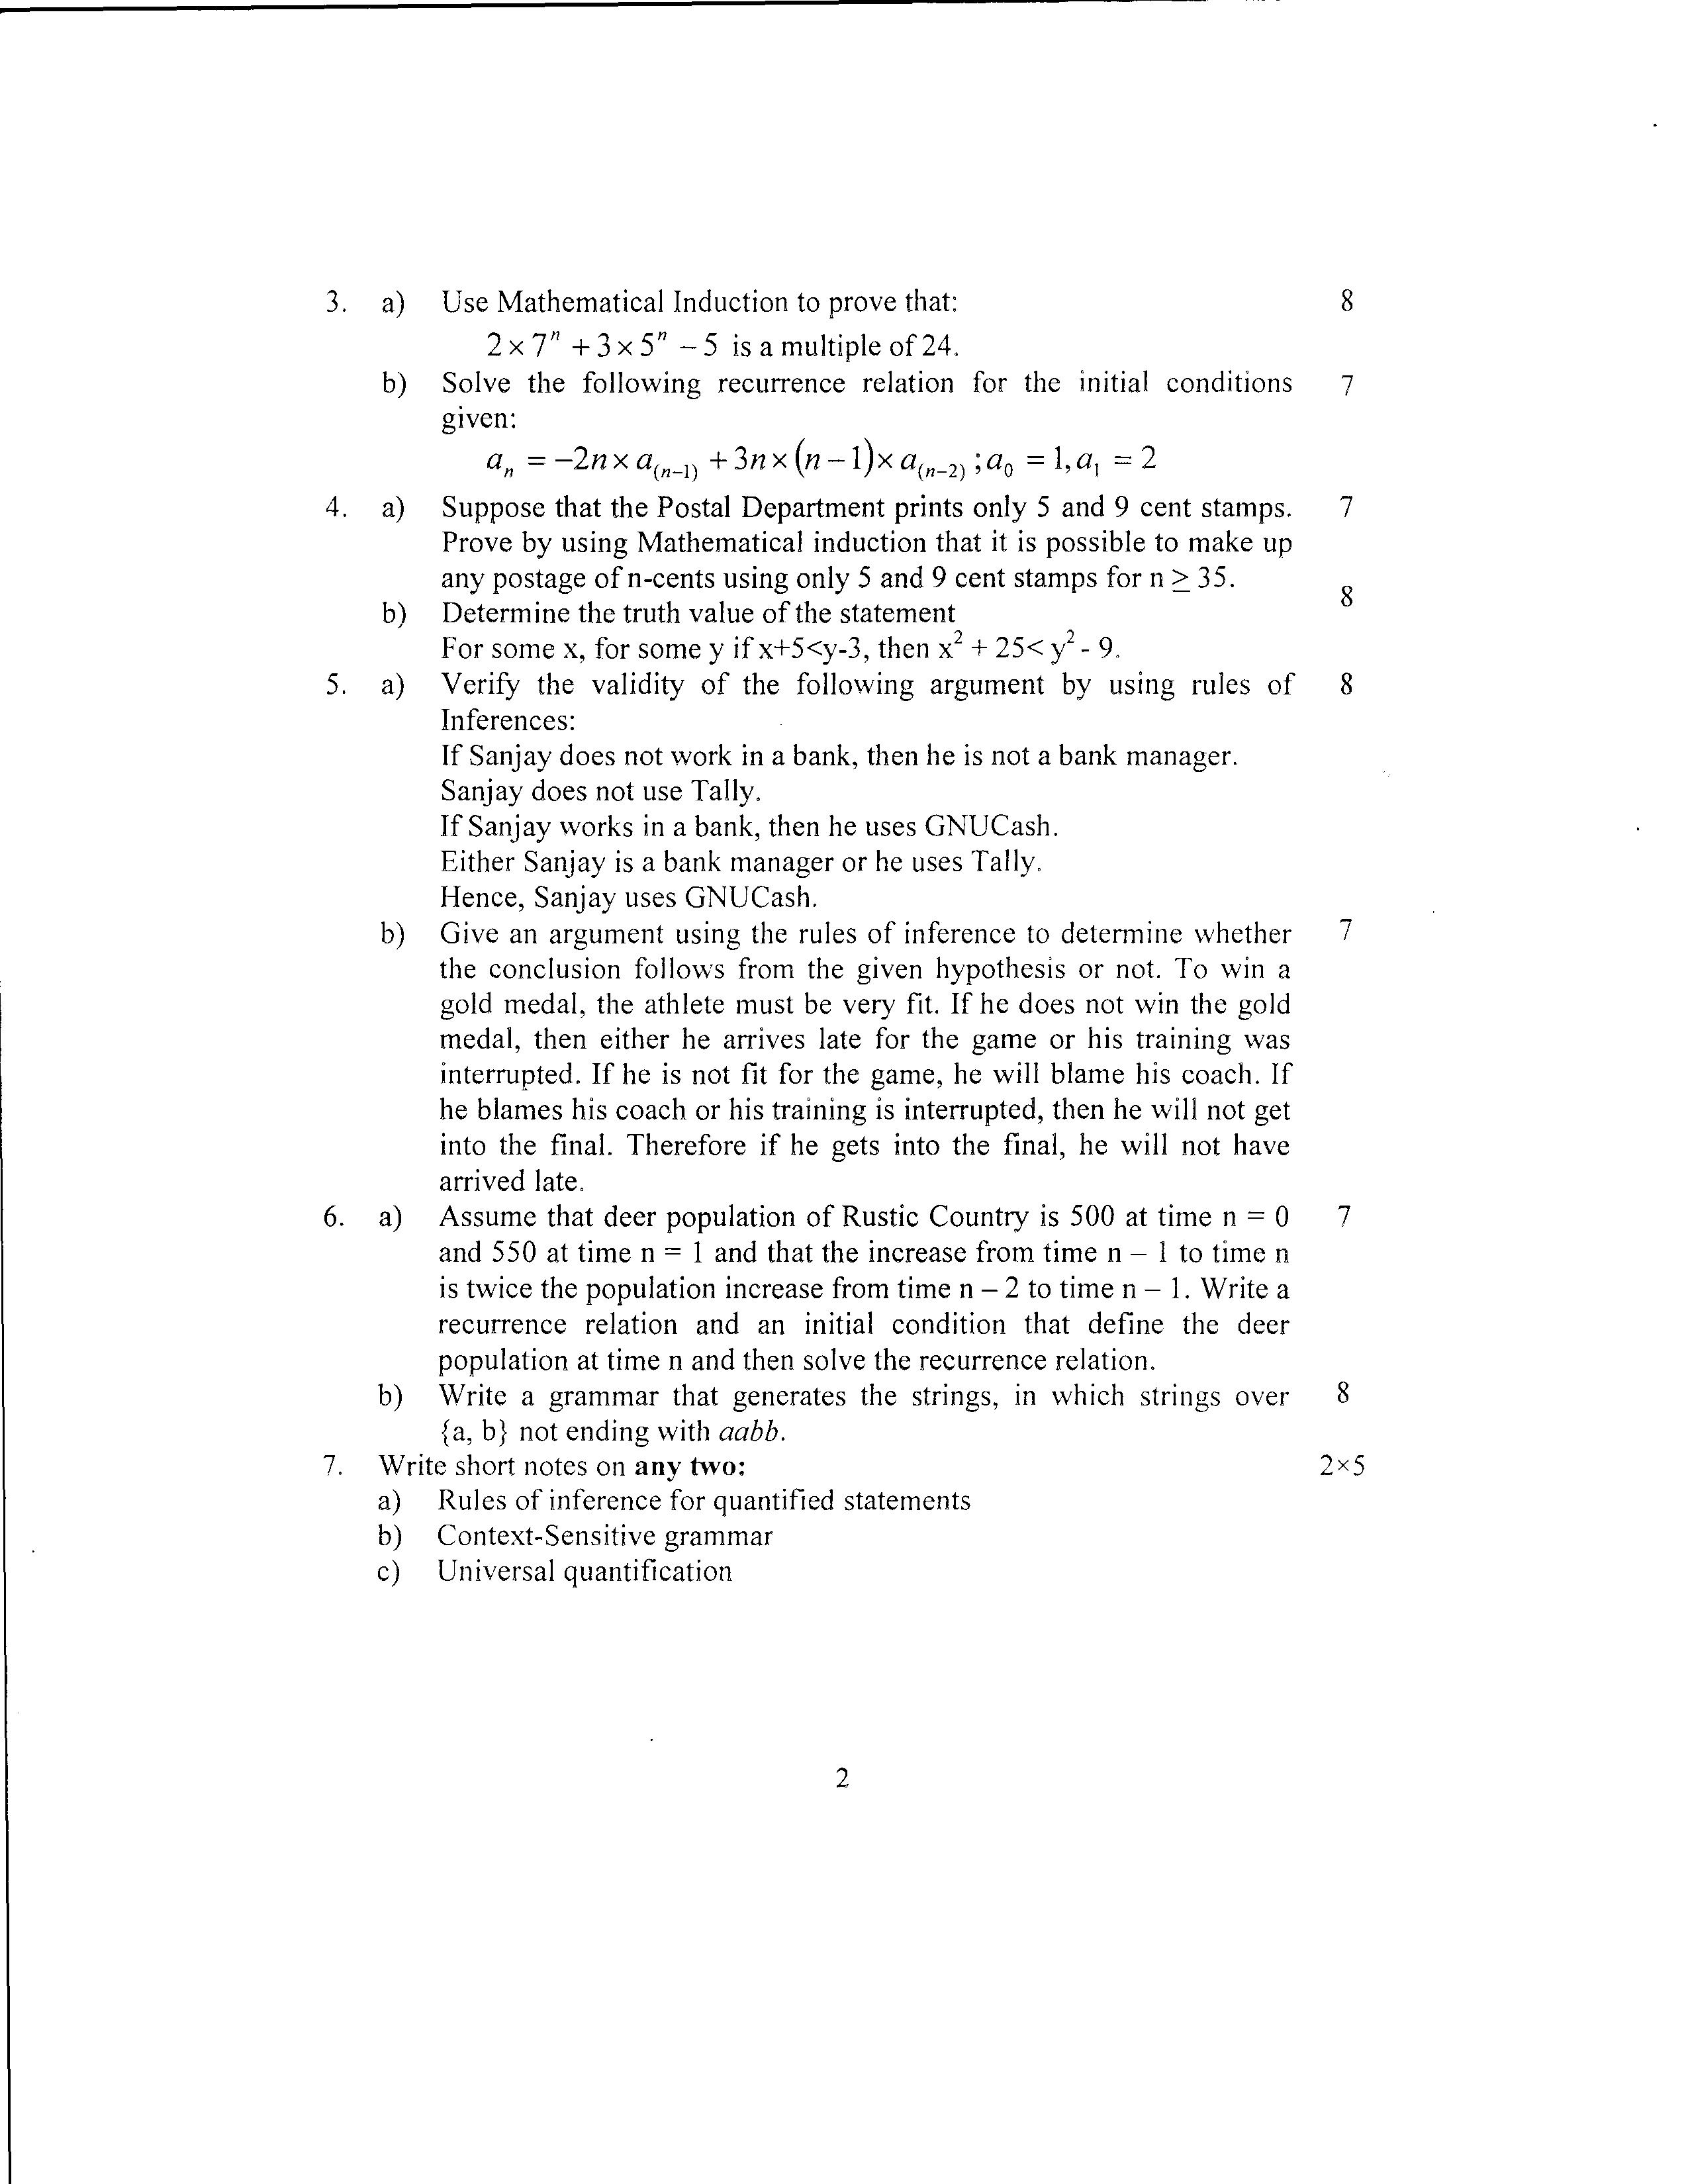 3. a) Use Mathematical Induction to prove that: 8
2 × 7ⁿ + 3 × 5ⁿ − 5 is a multiple of 24.
b) Solve the following recurrence relation for the initial conditions 7
given:
aₙ = −2n × a₍ₙ₋₁₎ + 3n × (n − 1) × a₍ₙ₋₂₎ ; a₀ = 1, a₁ = 2
4. a) Suppose that the Postal Department prints only 5 and 9 cent stamps. 7
Prove by using Mathematical induction that it is possible to make up
any postage of n-cents using only 5 and 9 cent stamps for n ≥ 35.
b) Determine the truth value of the statement 8
For some x, for some y if x+5<y-3, then x² + 25< y² - 9.
5. a) Verify the validity of the following argument by using rules of 8
Inferences:
If Sanjay does not work in a bank, then he is not a bank manager.
Sanjay does not use Tally.
If Sanjay works in a bank, then he uses GNUCash.
Either Sanjay is a bank manager or he uses Tally.
Hence, Sanjay uses GNUCash.
b) Give an argument using the rules of inference to determine whether 7
the conclusion follows from the given hypothesis or not. To win a
gold medal, the athlete must be very fit. If he does not win the gold
medal, then either he arrives late for the game or his training was
interrupted. If he is not fit for the game, he will blame his coach. If
he blames his coach or his training is interrupted, then he will not get
into the final. Therefore if he gets into the final, he will not have
arrived late.
6. a) Assume that deer population of Rustic Country is 500 at time n = 0 7
and 550 at time n = 1 and that the increase from time n – 1 to time n
is twice the population increase from time n – 2 to time n – 1. Write a
recurrence relation and an initial condition that define the deer
population at time n and then solve the recurrence relation.
b) Write a grammar that generates the strings, in which strings over 8
{a, b} not ending with aabb.
7. Write short notes on any two: 2×5
a) Rules of inference for quantified statements
b) Context-Sensitive grammar
c) Universal quantification
2